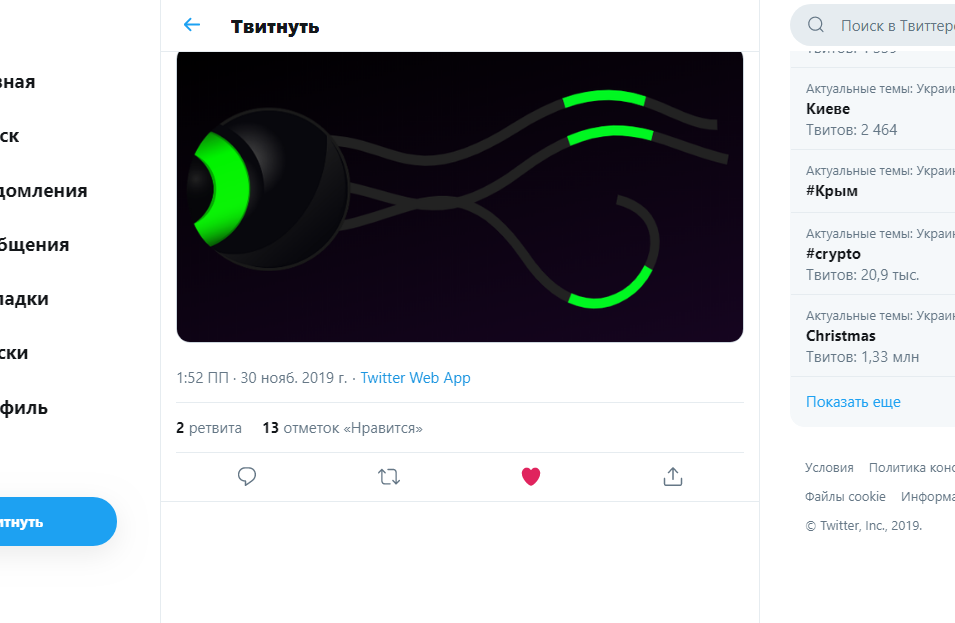 Твитнуть
вная
ск
домления
бщения
ладки
ски
филь
итнуть
1:52 ПП · 30 нояб. 2019 г. · Twitter Web App
2 ретвита 13 отметок «Нравится»
Поиск в Твиттере
Актуальные темы: Украин
Киеве
Твитов: 2 464
Актуальные темы: Украин
#Крым
Актуальные темы: Украин
#crypto
Твитов: 20,9 тыс.
Актуальные темы: Украин
Christmas
Твитов: 1,33 млн
Показать еще
Условия Политика конс
Файлы cookie Информа
© Twitter, Inc., 2019.